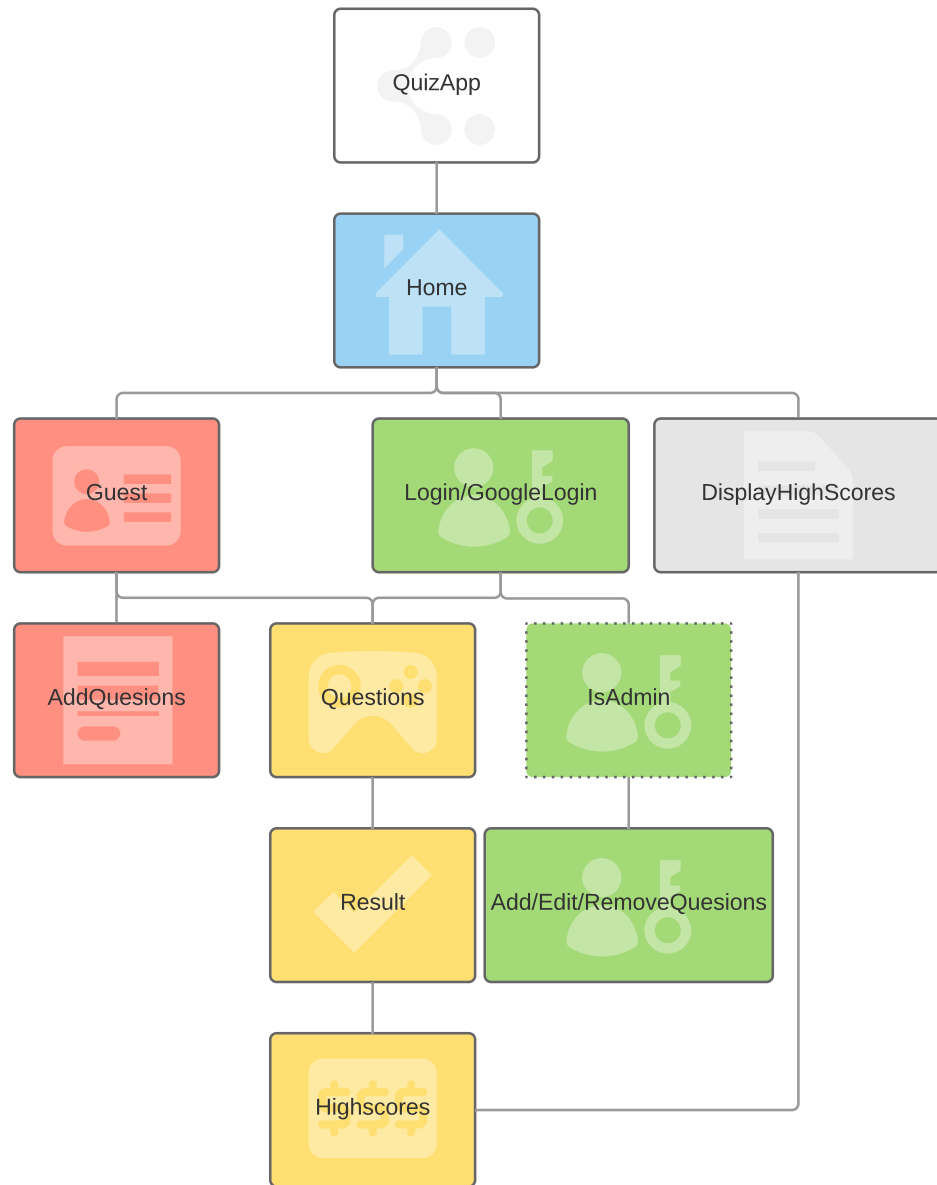 QuizApp
Home
Guest
Login/GoogleLogin
DisplayHighScores
AddQuesions
Questions
IsAdmin
Result
Add/Edit/RemoveQuesions
$$$
Highscores